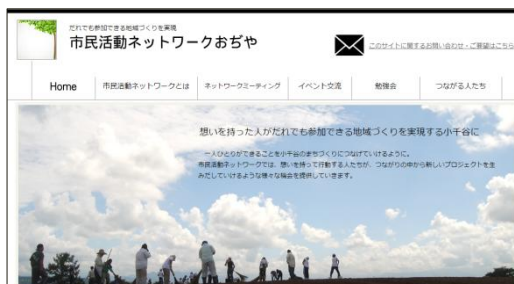 だれでも参加できる地域づくりを実現
市民活動ネットワークおぢや
このサイトに関するお問い合わせ・ご要望はこちら
Home 市民活動ネットワークとは ネットワークミーティング イベント交流 勉強会 つながる人たち
想いを持った人がだれでも参加できる地域づくりを実現する小千谷に
一人ひとりができることを小千谷のまちづくりにつなげていけるように。
市民活動ネットワークでは、想いを持って行動する人たちが、つながりの中から新しいプロジェクトを生
みだしていけるような様々な機会を提供していきます。